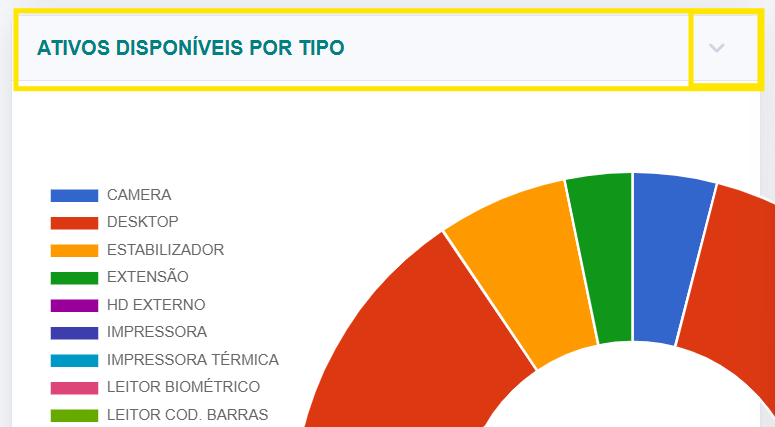 ATIVOS DISPONÍVEIS POR TIPO
CAMERA
DESKTOP
ESTABILIZADOR
EXTENSÃO
HD EXTERNO
IMPRESSORA
IMPRESSORA TÉRMICA
LEITOR BIOMÉTRICO
LEITOR COD. BARRAS